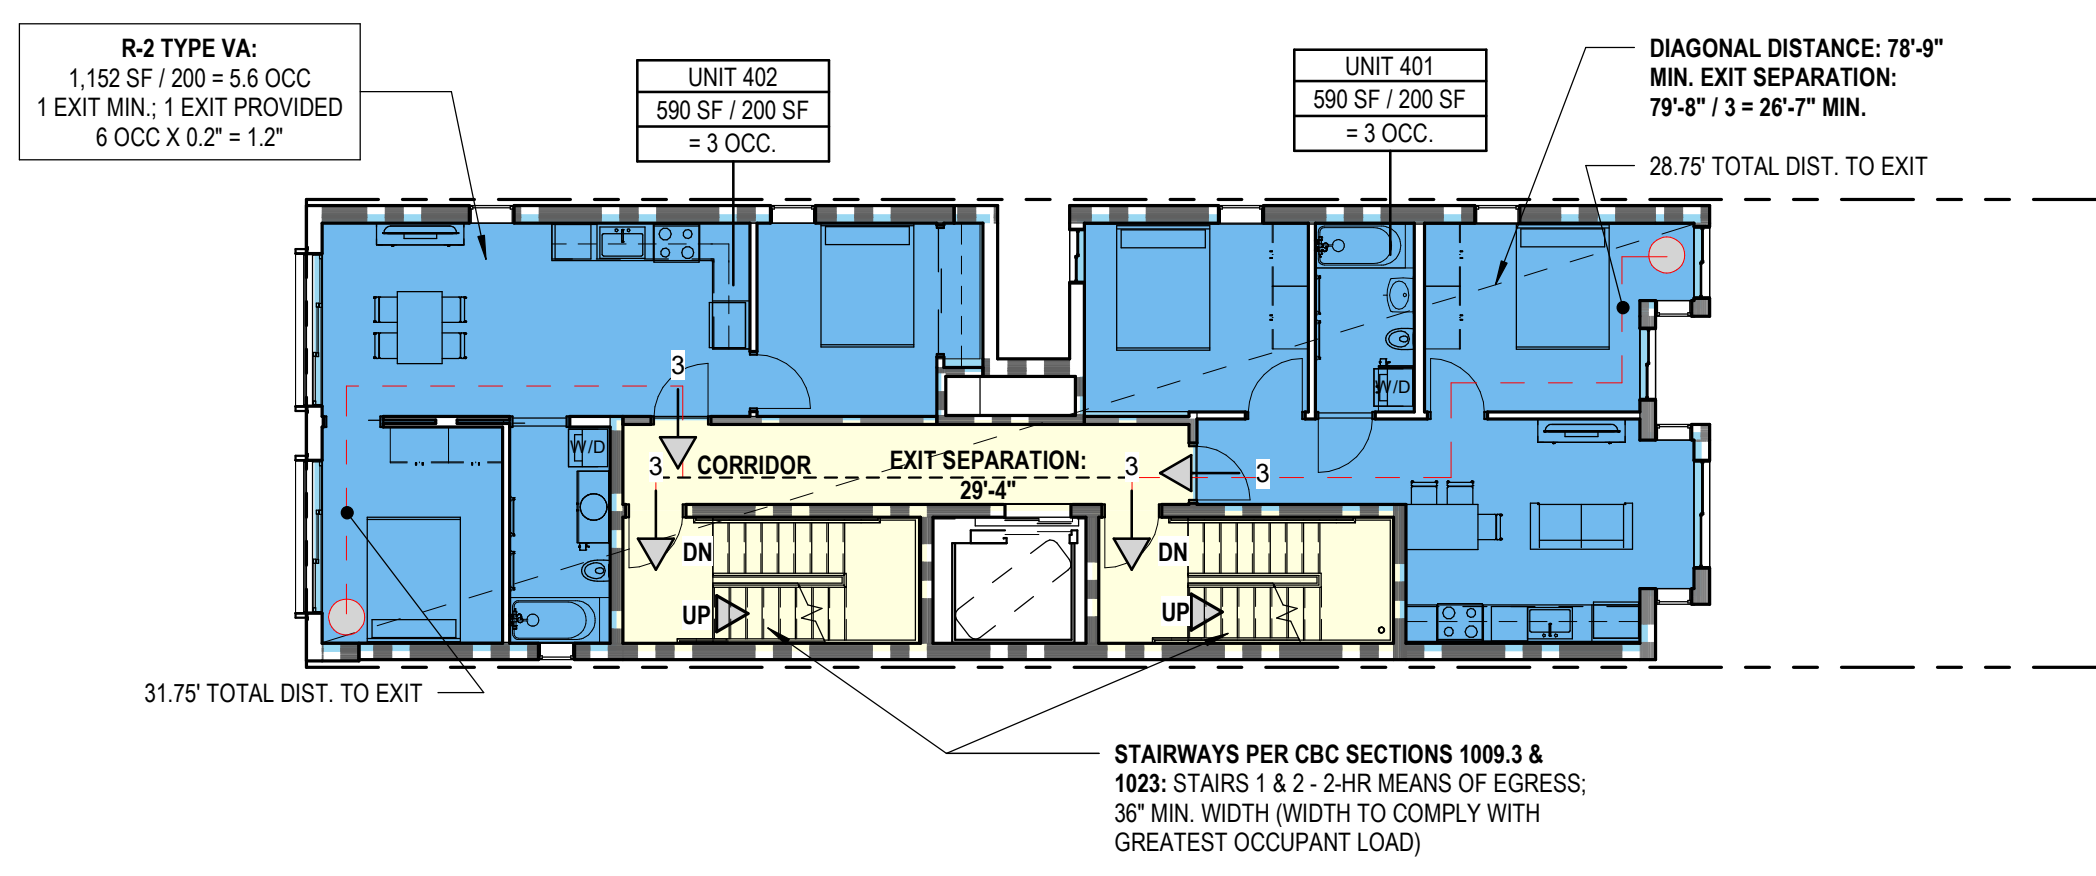 R-2 TYPE VA:
1,152 SF / 200 = 5.6 OCC
1 EXIT MIN.; 1 EXIT PROVIDED
6 OCC X 0.2" = 1.2"
UNIT 402
590 SF / 200 SF
= 3 OCC.
UNIT 401
590 SF / 200 SF
= 3 OCC.
DIAGONAL DISTANCE: 78'-9"
MIN. EXIT SEPARATION:
79'-8" / 3 = 26'-7" MIN.
28.75' TOTAL DIST. TO EXIT
3
W/D
W/D
3
CORRIDOR
EXIT SEPARATION:
29'-4"
3
3
DN
DN
UP
UP
31.75' TOTAL DIST. TO EXIT
STAIRWAYS PER CBC SECTIONS 1009.3 &
1023: STAIRS 1 & 2 - 2-HR MEANS OF EGRESS;
36" MIN. WIDTH (WIDTH TO COMPLY WITH
GREATEST OCCUPANT LOAD)